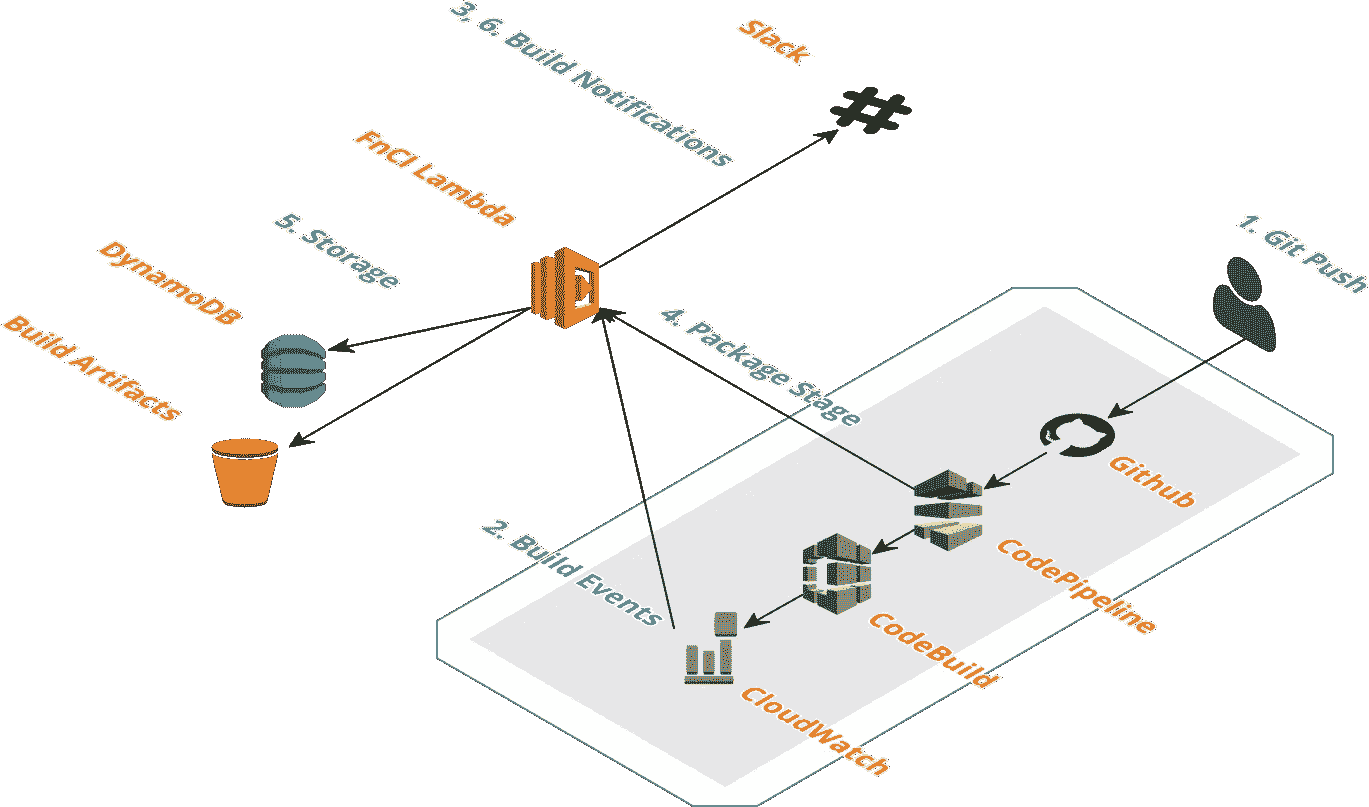 3, 6. Build Notifications
Slack
FnCI Lambda
5. Storage
DynamoDB
Build Artifacts
1. Git Push
4. Package Stage
Github
CodePipeline
2. Build Events
CodeBuild
CloudWatch